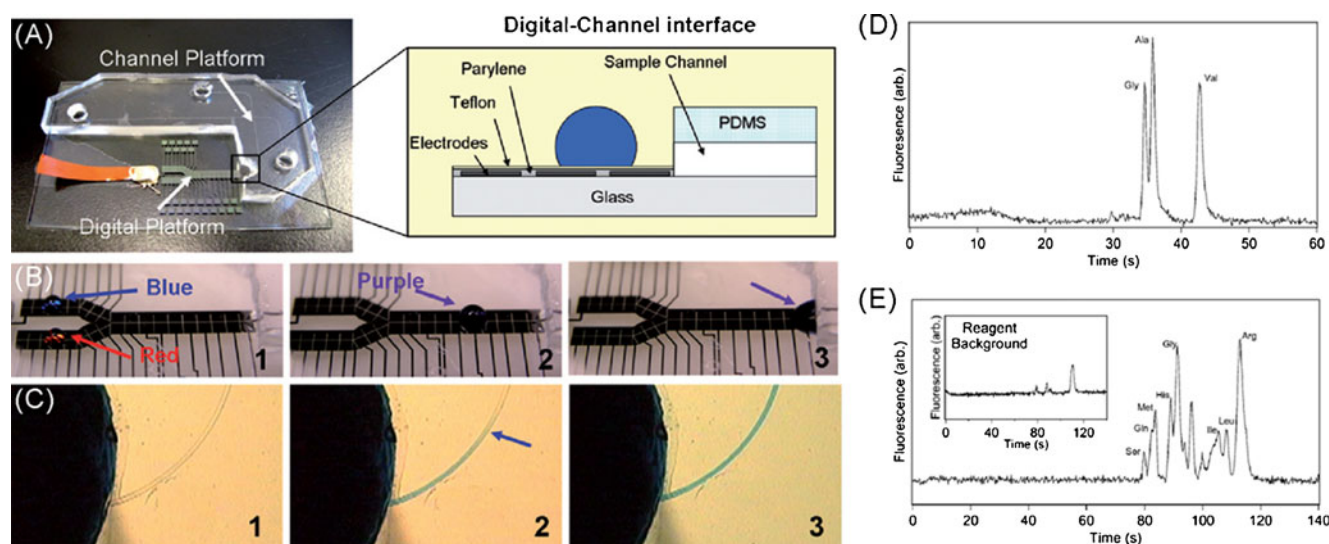 (A)
Channel Platform
Digital Platform
Digital-Channel interface
Parylene
Teflon
Electrodes
Sample Channel
PDMS
Glass
(B)
Blue
Red
1
Purple
2
3
(C)
1
2
3
(D)
Fluoresence (arb.)
Gly
Ala
Val
0 10 20 30 40 50 60
Time (s)
(E)
Fluorescence (arb.)
Reagent
Background
Fluorescence (arb.)
0 40 80 120
Time (s)
Ser
Gln
Met
His
Gly
Ile
Leu
Arg
0 20 40 60 80 100 120 140
Time (s)